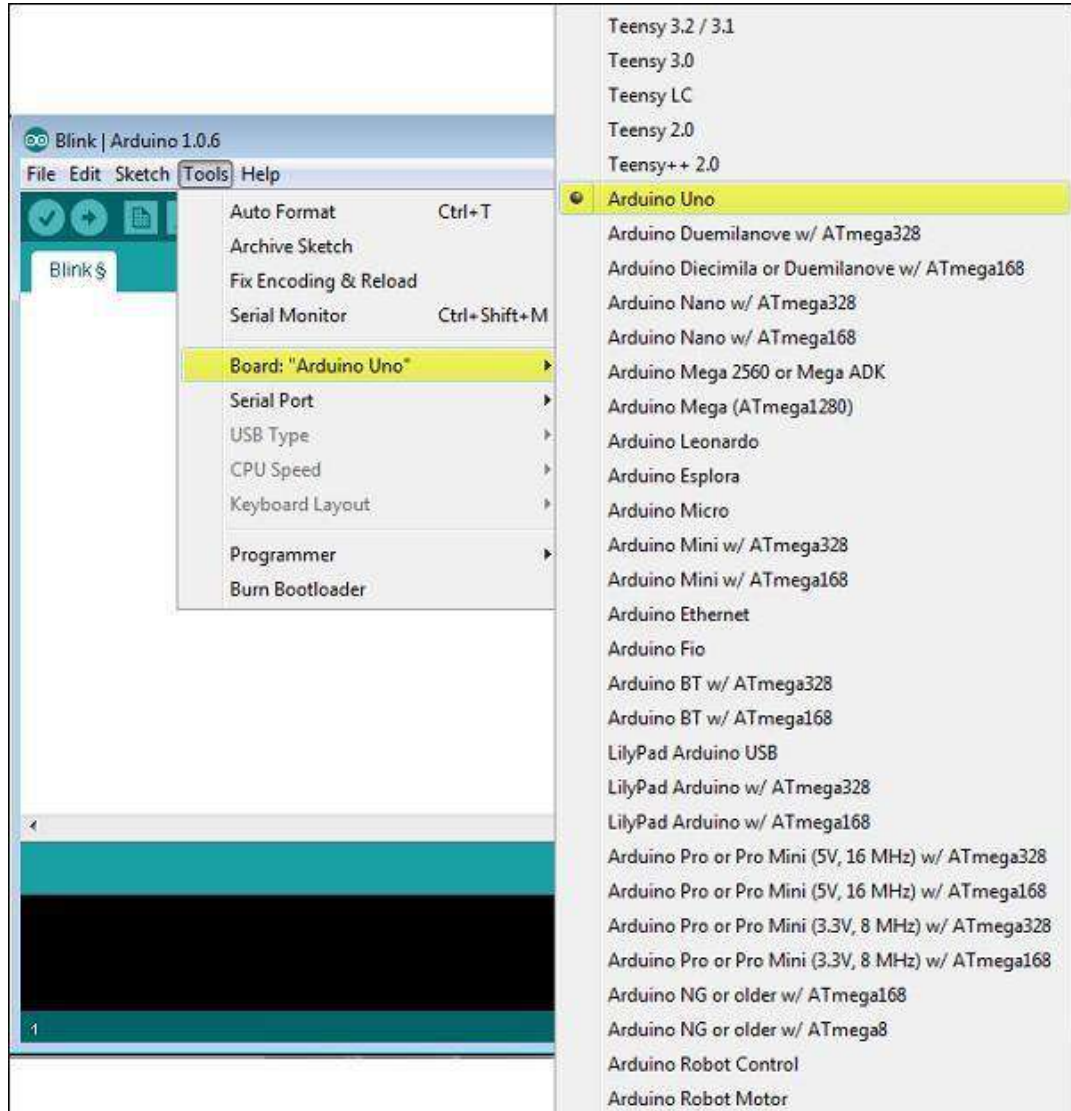 Blink | Arduino 1.0.6
File Edit Sketch Tools Help
Blink §
Auto Format Ctrl+T
Archive Sketch
Fix Encoding & Reload
Serial Monitor Ctrl+Shift+M
Board: "Arduino Uno"
Serial Port
USB Type
CPU Speed
Keyboard Layout
Programmer
Burn Bootloader
1
Teensy 3.2 / 3.1
Teensy 3.0
Teensy LC
Teensy 2.0
Teensy++ 2.0
Arduino Uno
Arduino Duemilanove w/ ATmega328
Arduino Diecimila or Duemilanove w/ ATmega168
Arduino Nano w/ ATmega328
Arduino Nano w/ ATmega168
Arduino Mega 2560 or Mega ADK
Arduino Mega (ATmega1280)
Arduino Leonardo
Arduino Esplora
Arduino Micro
Arduino Mini w/ ATmega328
Arduino Mini w/ ATmega168
Arduino Ethernet
Arduino Fio
Arduino BT w/ ATmega328
Arduino BT w/ ATmega168
LilyPad Arduino USB
LilyPad Arduino w/ ATmega328
LilyPad Arduino w/ ATmega168
Arduino Pro or Pro Mini (5V, 16 MHz) w/ ATmega328
Arduino Pro or Pro Mini (5V, 16 MHz) w/ ATmega168
Arduino Pro or Pro Mini (3.3V, 8 MHz) w/ ATmega328
Arduino Pro or Pro Mini (3.3V, 8 MHz) w/ ATmega168
Arduino NG or older w/ ATmega168
Arduino NG or older w/ ATmega8
Arduino Robot Control
Arduino Robot Motor